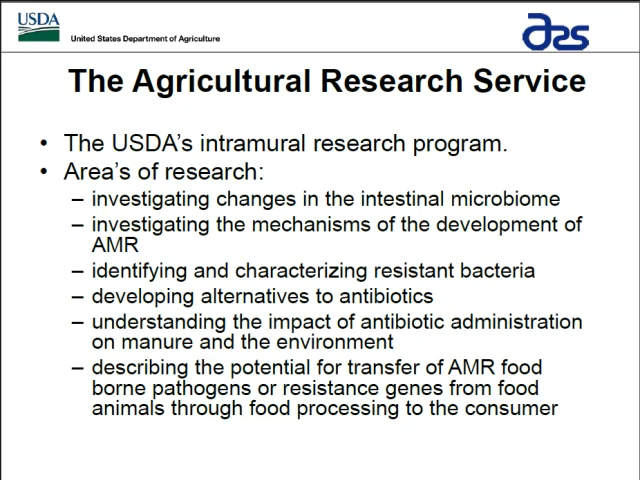 USDA
United States Department of Agriculture
ars
The Agricultural Research Service
• The USDA's intramural research program.
• Area's of research:
– investigating changes in the intestinal microbiome
– investigating the mechanisms of the development of
AMR
– identifying and characterizing resistant bacteria
– developing alternatives to antibiotics
– understanding the impact of antibiotic administration
on manure and the environment
– describing the potential for transfer of AMR food
borne pathogens or resistance genes from food
animals through food processing to the consumer